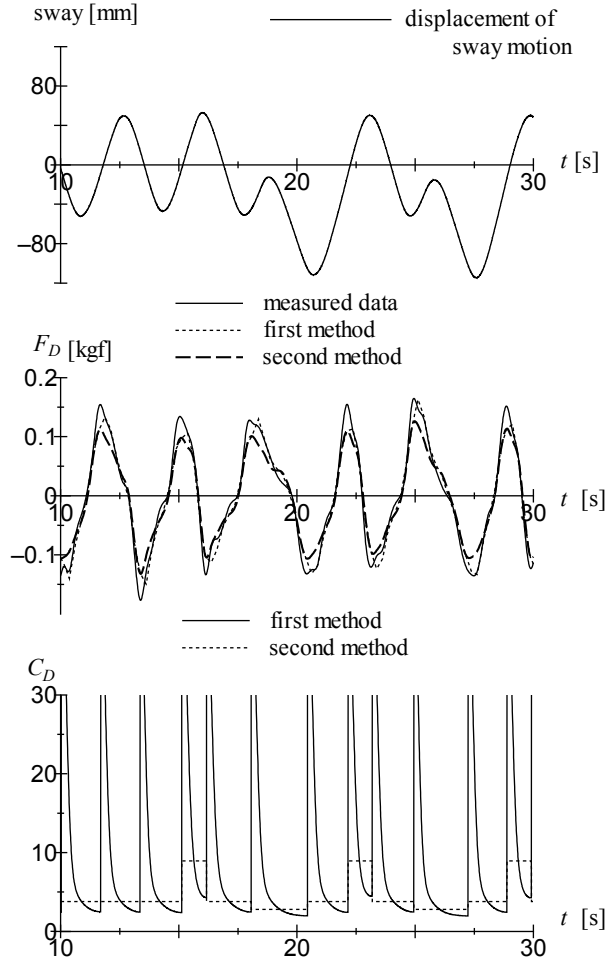 sway [mm]
displacement of
sway motion
80
0
−80
10
20
30
t [s]
measured data
first method
second method
F_D [kgf]
0.2
0.1
0
−0.1
10
20
30
t [s]
first method
second method
C_D
30
20
10
0
10
20
30
t [s]